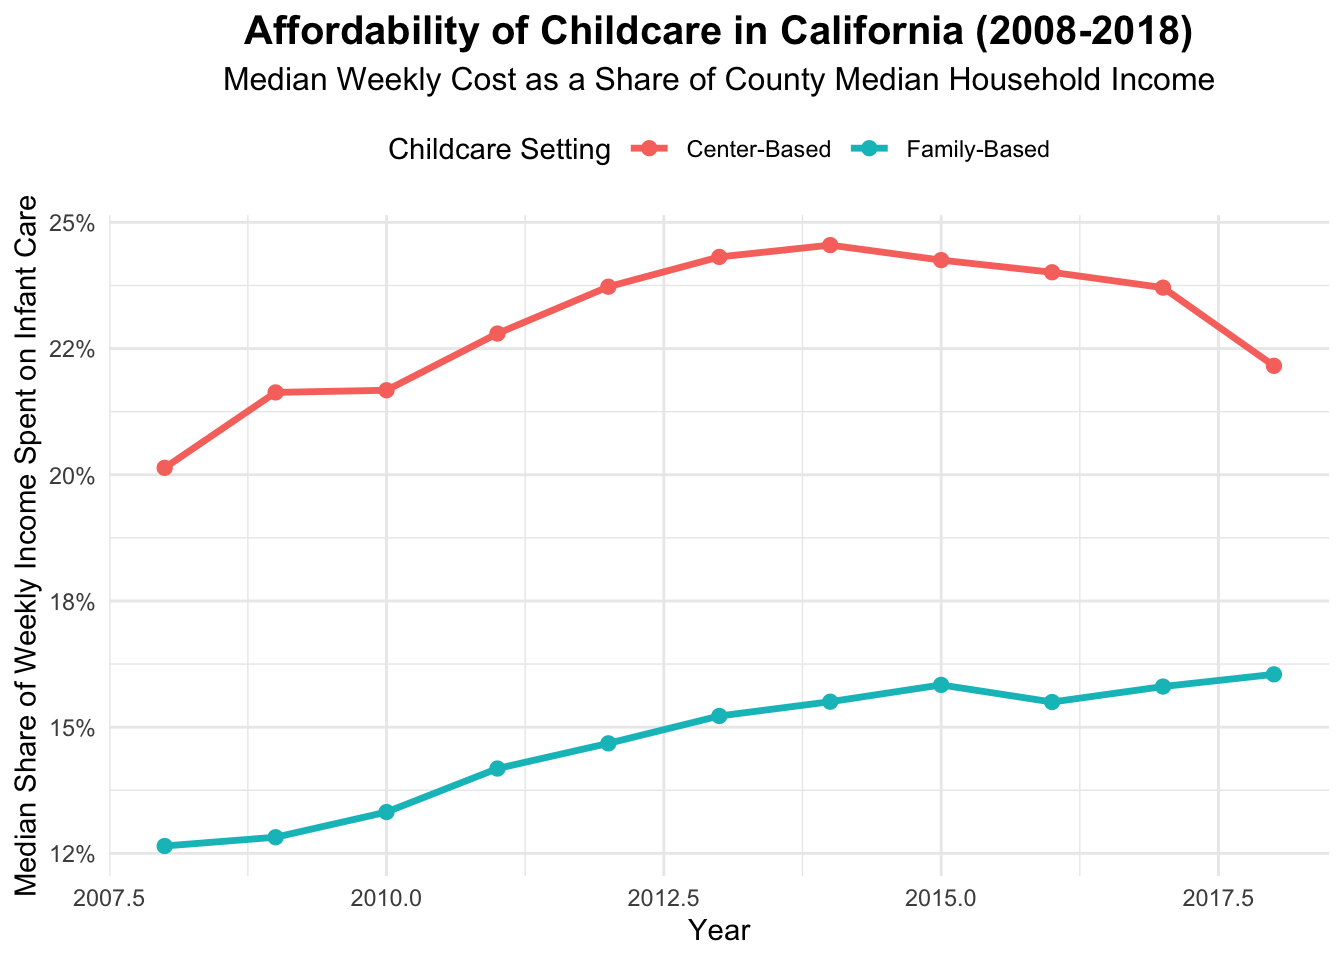 Affordability of Childcare in California (2008-2018)
Median Weekly Cost as a Share of County Median Household Income
Childcare Setting Center-Based Family-Based
Median Share of Weekly Income Spent on Infant Care
25%
22%
20%
18%
15%
12%
2007.5 2010.0 2012.5 2015.0 2017.5
Year